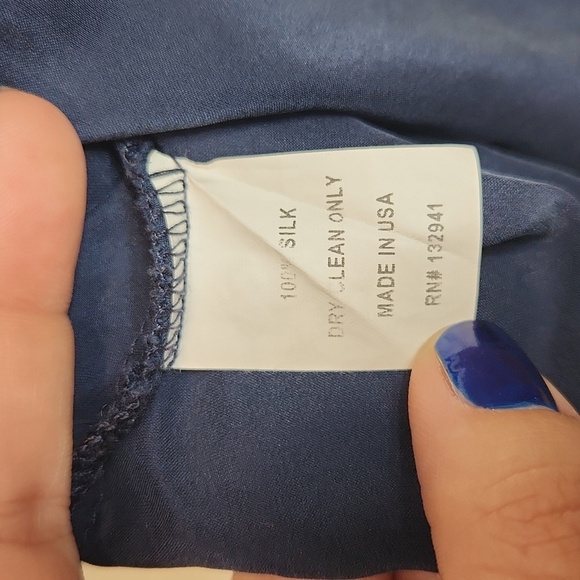 100% SILK
DRY CLEAN ONLY
MADE IN USA
RN# 132941